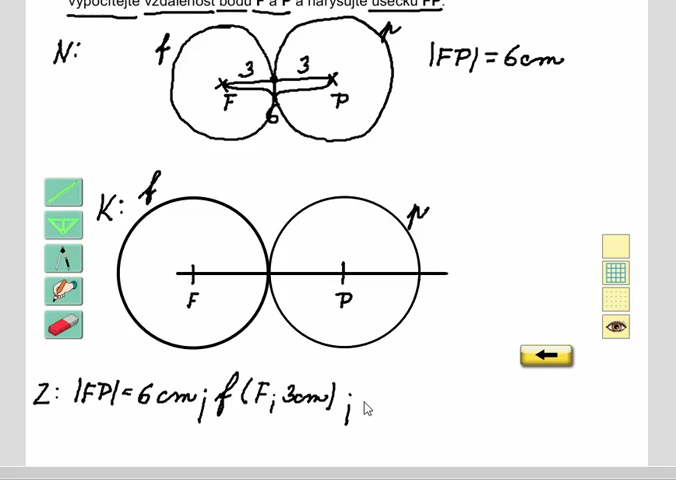 Vypočítejte vzdálenost bodů F a P a narýsujte úsečku FP.
N: f p |FP| = 6cm
3 3
F P
6
K: f p
F P
Z: |FP| = 6 cm; f (F; 3cm);